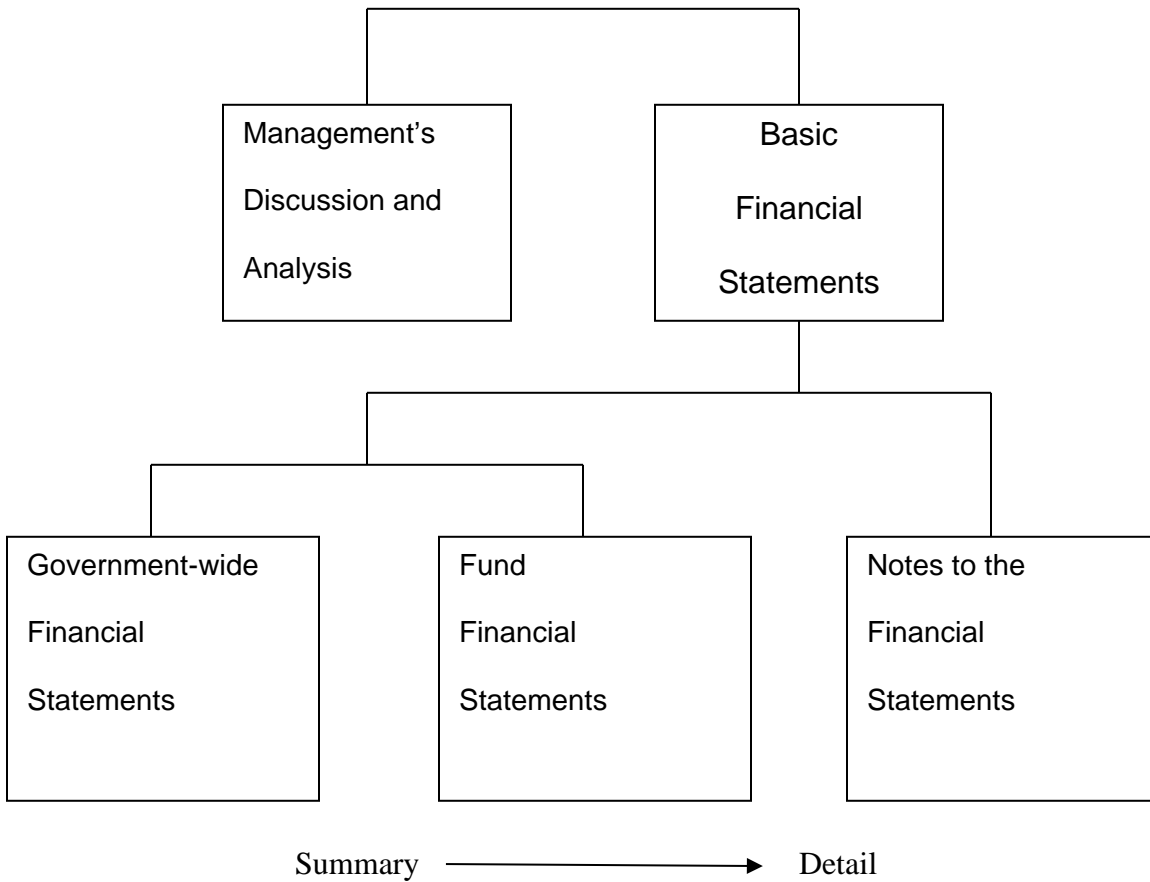 Management’s
Discussion and
Analysis
Basic
Financial
Statements
Government-wide
Financial
Statements
Fund
Financial
Statements
Notes to the
Financial
Statements
Summary
Detail